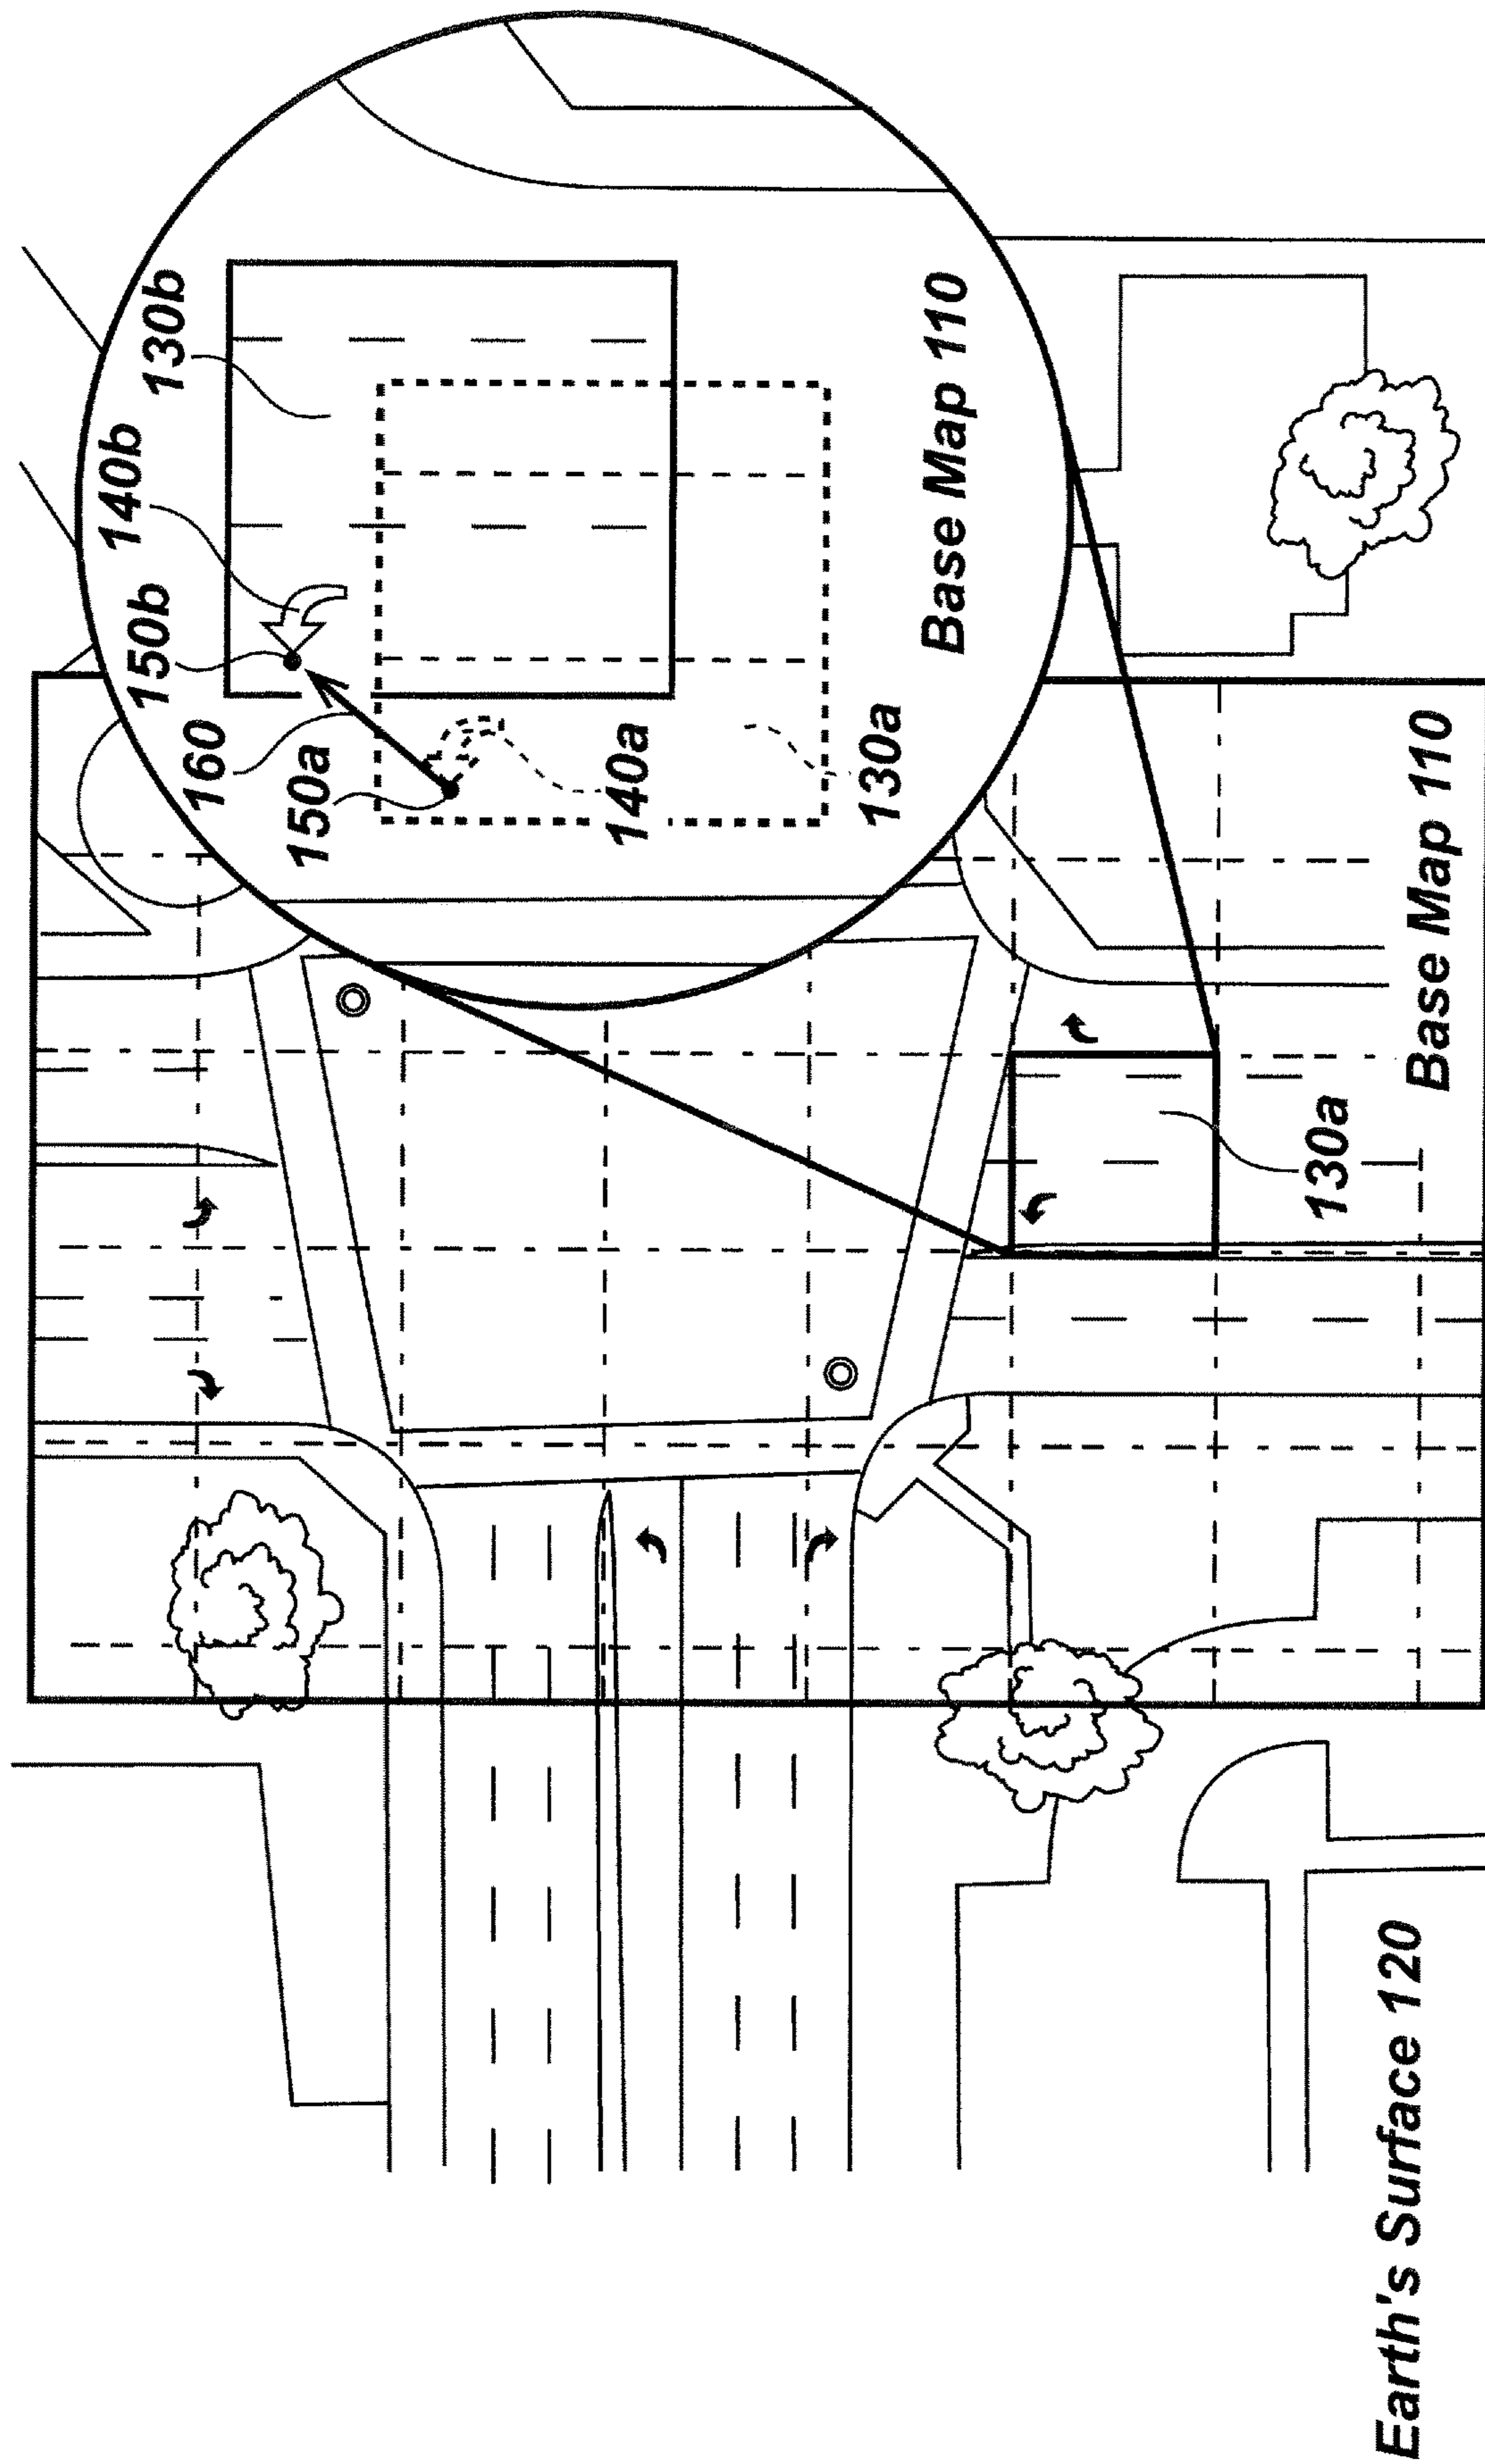 130b
140b
150b
160
150a
140a
130a
Base Map 110
130a
Base Map 110
Earth's Surface 120